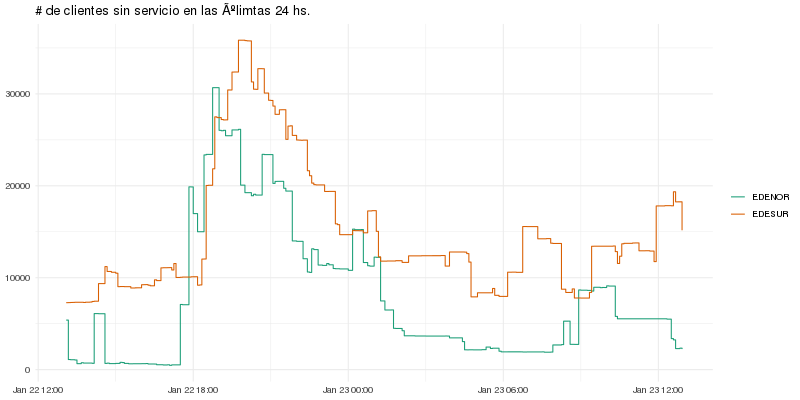 # de clientes sin servicio en las Ãºlimtas 24 hs.
30000
20000
10000
0
Jan 22 12:00
Jan 22 18:00
Jan 23 00:00
Jan 23 06:00
Jan 23 12:00
EDENOR
EDESUR